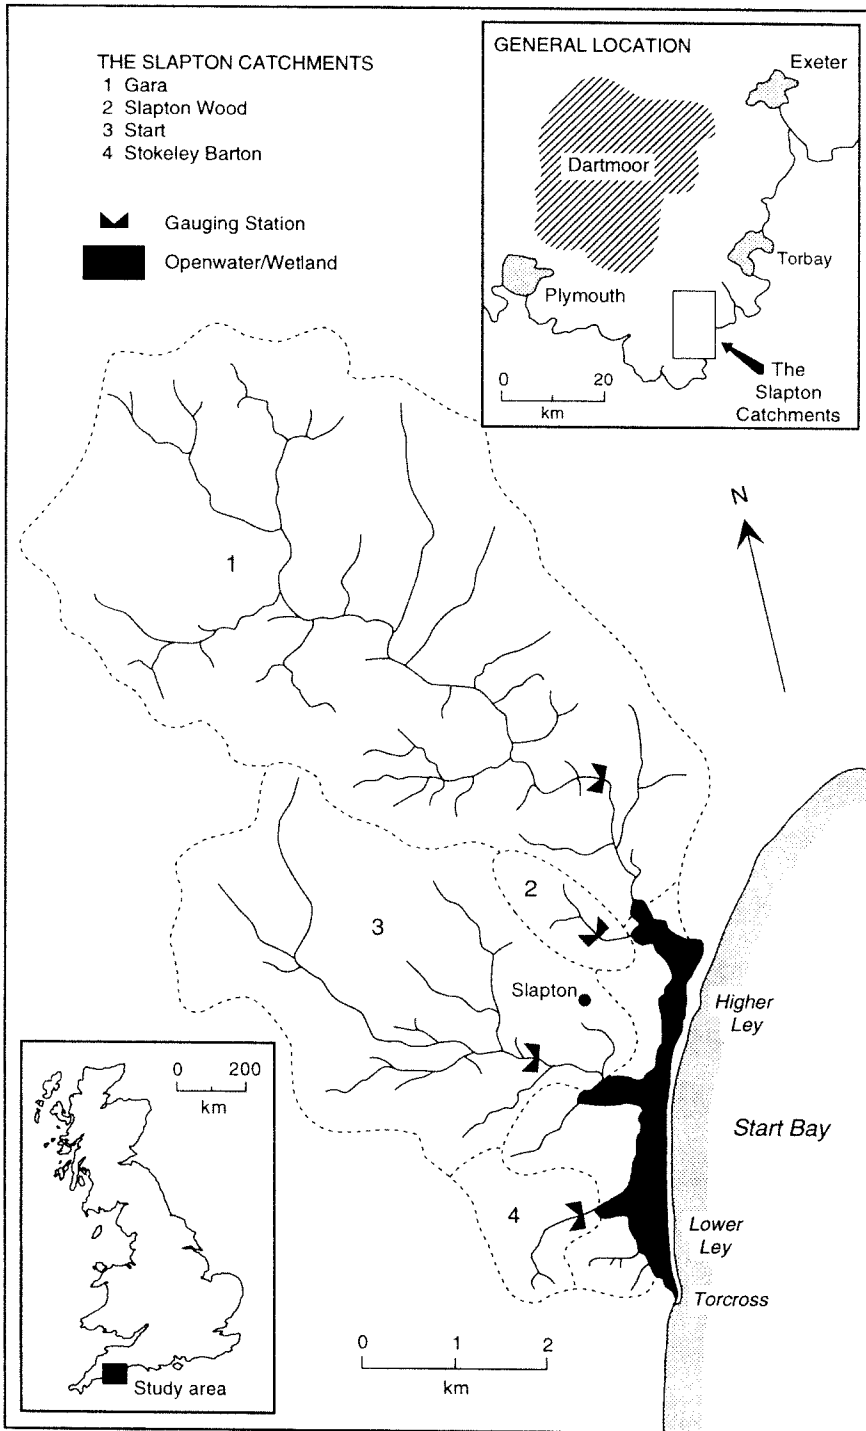 THE SLAPTON CATCHMENTS
1 Gara
2 Slapton Wood
3 Start
4 Stokeley Barton
Gauging Station
Openwater/Wetland
GENERAL LOCATION
Exeter
Dartmoor
Torbay
Plymouth
0 20
km
The
Slapton
Catchments
N
1
2
3
Slapton
Higher
Ley
Start Bay
4
Lower
Ley
Torcross
0 200
km
Study area
0 1 2
km